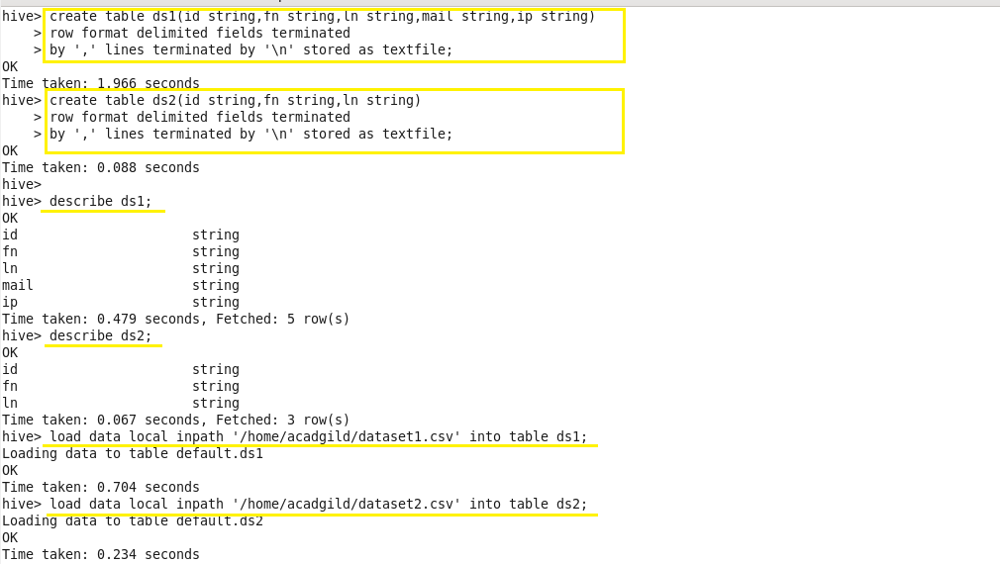 hive> create table ds1(id string,fn string,ln string,mail string,ip string)
    > row format delimited fields terminated
    > by ',' lines terminated by '\n' stored as textfile;
OK
Time taken: 1.966 seconds
hive> create table ds2(id string,fn string,ln string)
    > row format delimited fields terminated
    > by ',' lines terminated by '\n' stored as textfile;
OK
Time taken: 0.088 seconds
hive>
hive> describe ds1;
OK
id                      string
fn                      string
ln                      string
mail                    string
ip                      string
Time taken: 0.479 seconds, Fetched: 5 row(s)
hive> describe ds2;
OK
id                      string
fn                      string
ln                      string
Time taken: 0.067 seconds, Fetched: 3 row(s)
hive> load data local inpath '/home/acadgild/dataset1.csv' into table ds1;
Loading data to table default.ds1
OK
Time taken: 0.704 seconds
hive> load data local inpath '/home/acadgild/dataset2.csv' into table ds2;
Loading data to table default.ds2
OK
Time taken: 0.234 seconds